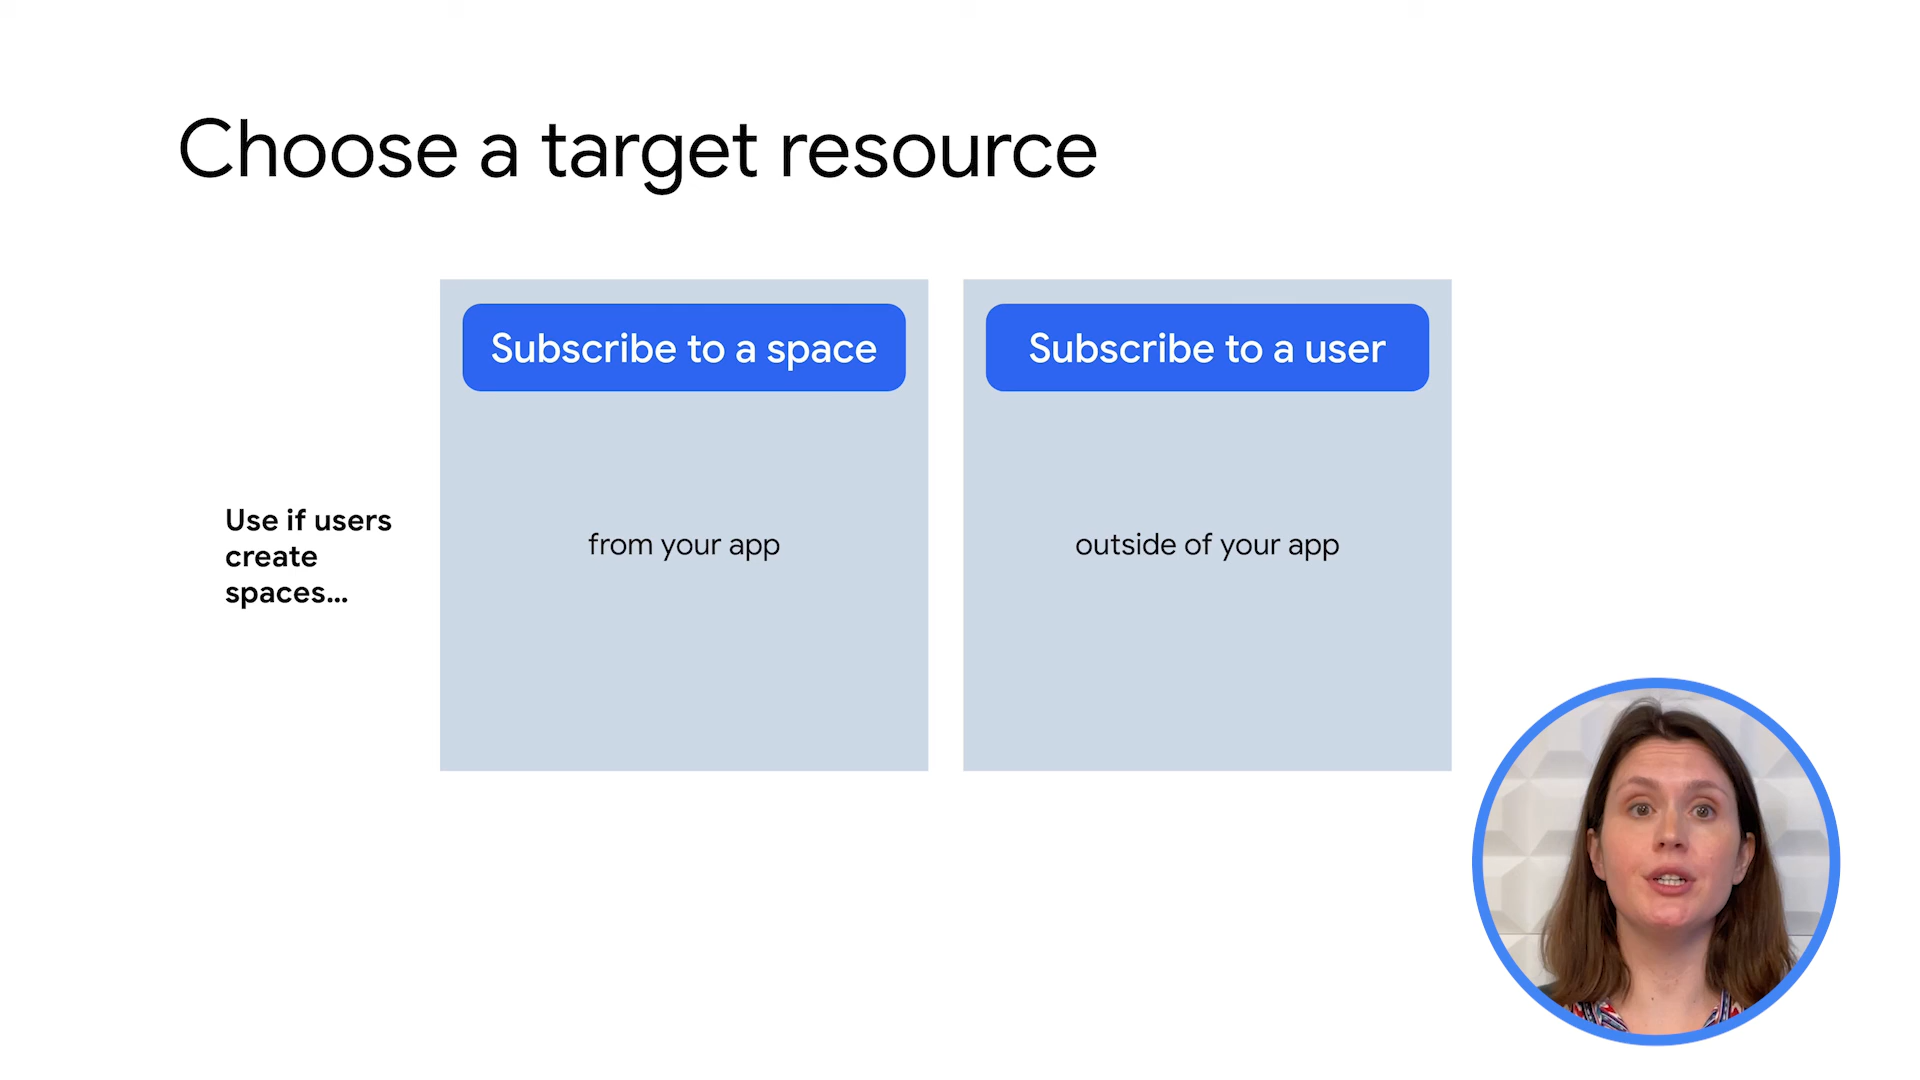 Choose a target resource
Subscribe to a space
Subscribe to a user
Use if users
create
spaces...
from your app
outside of your app